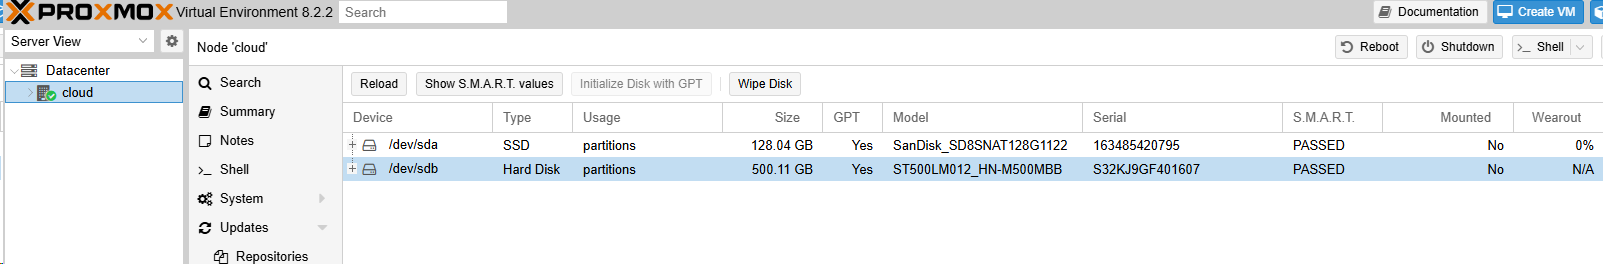 PROXMOX Virtual Environment 8.2.2 Search Documentation Create VM
Server View
Node 'cloud' Reboot Shutdown Shell
Datacenter
cloud
Search
Summary
Notes
Shell
System
Updates
Repositories
Reload Show S.M.A.R.T. values Initialize Disk with GPT Wipe Disk
Device Type Usage Size GPT Model Serial S.M.A.R.T. Mounted Wearout
/dev/sda SSD partitions 128.04 GB Yes SanDisk_SD8SNAT128G1122 163485420795 PASSED No 0%
/dev/sdb Hard Disk partitions 500.11 GB Yes ST500LM012_HN-M500MBB S32KJ9GF401607 PASSED No N/A